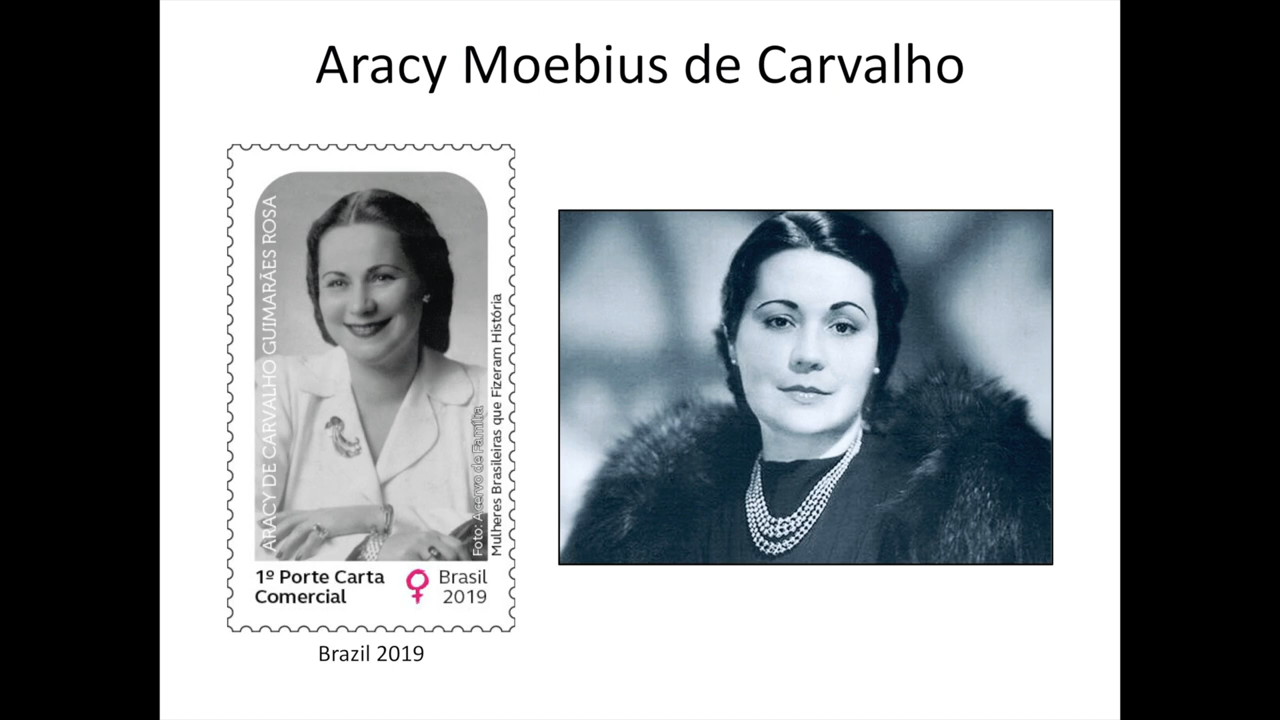 Aracy Moebius de Carvalho
ARACY DE CARVALHO GUIMARÃES ROSA
Foto: Acervo de Família
Mulheres Brasileiras que Fizeram História
1º Porte Carta
Comercial
Brasil
2019
Brazil 2019